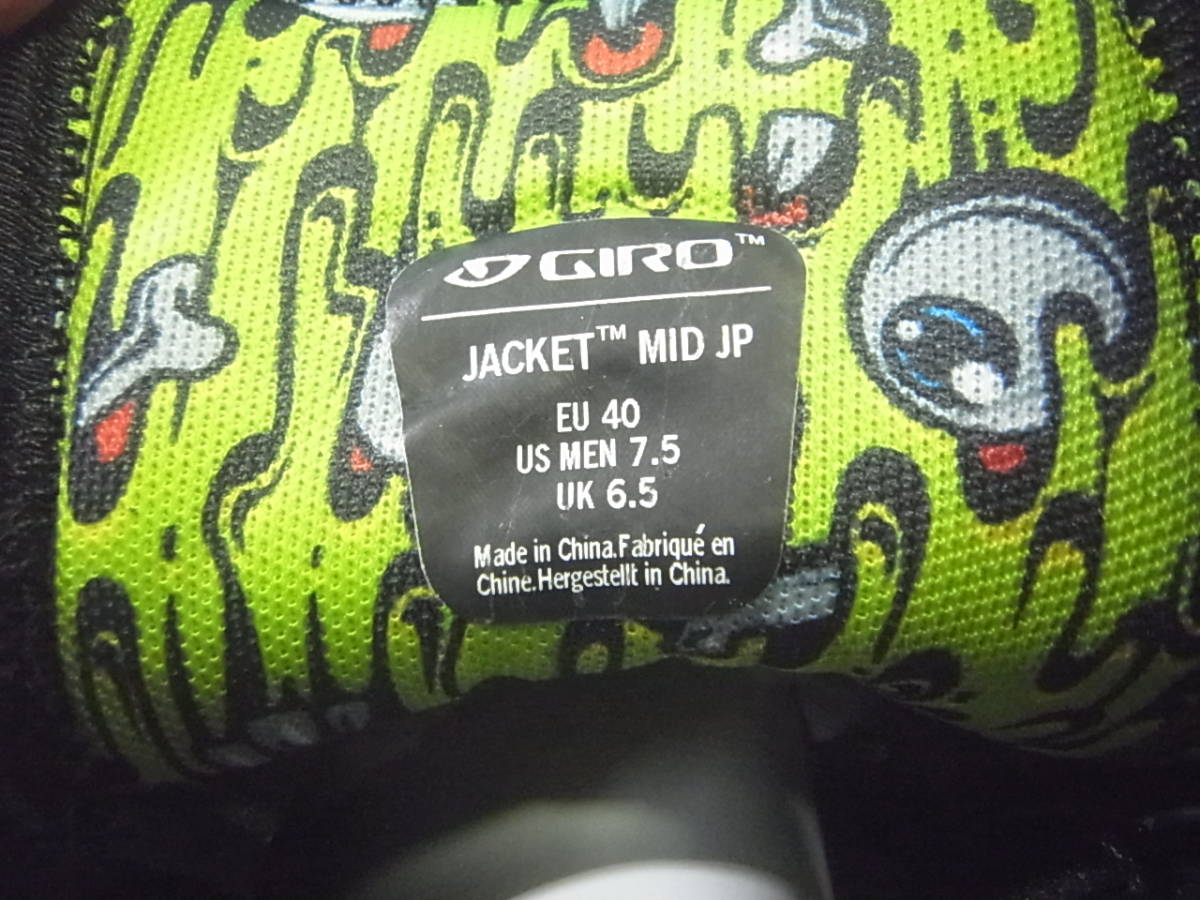 GIRO™
JACKET™ MID JP
EU 40
US MEN 7.5
UK 6.5
Made in China.Fabriqué en
Chine.Hergestellt in China.